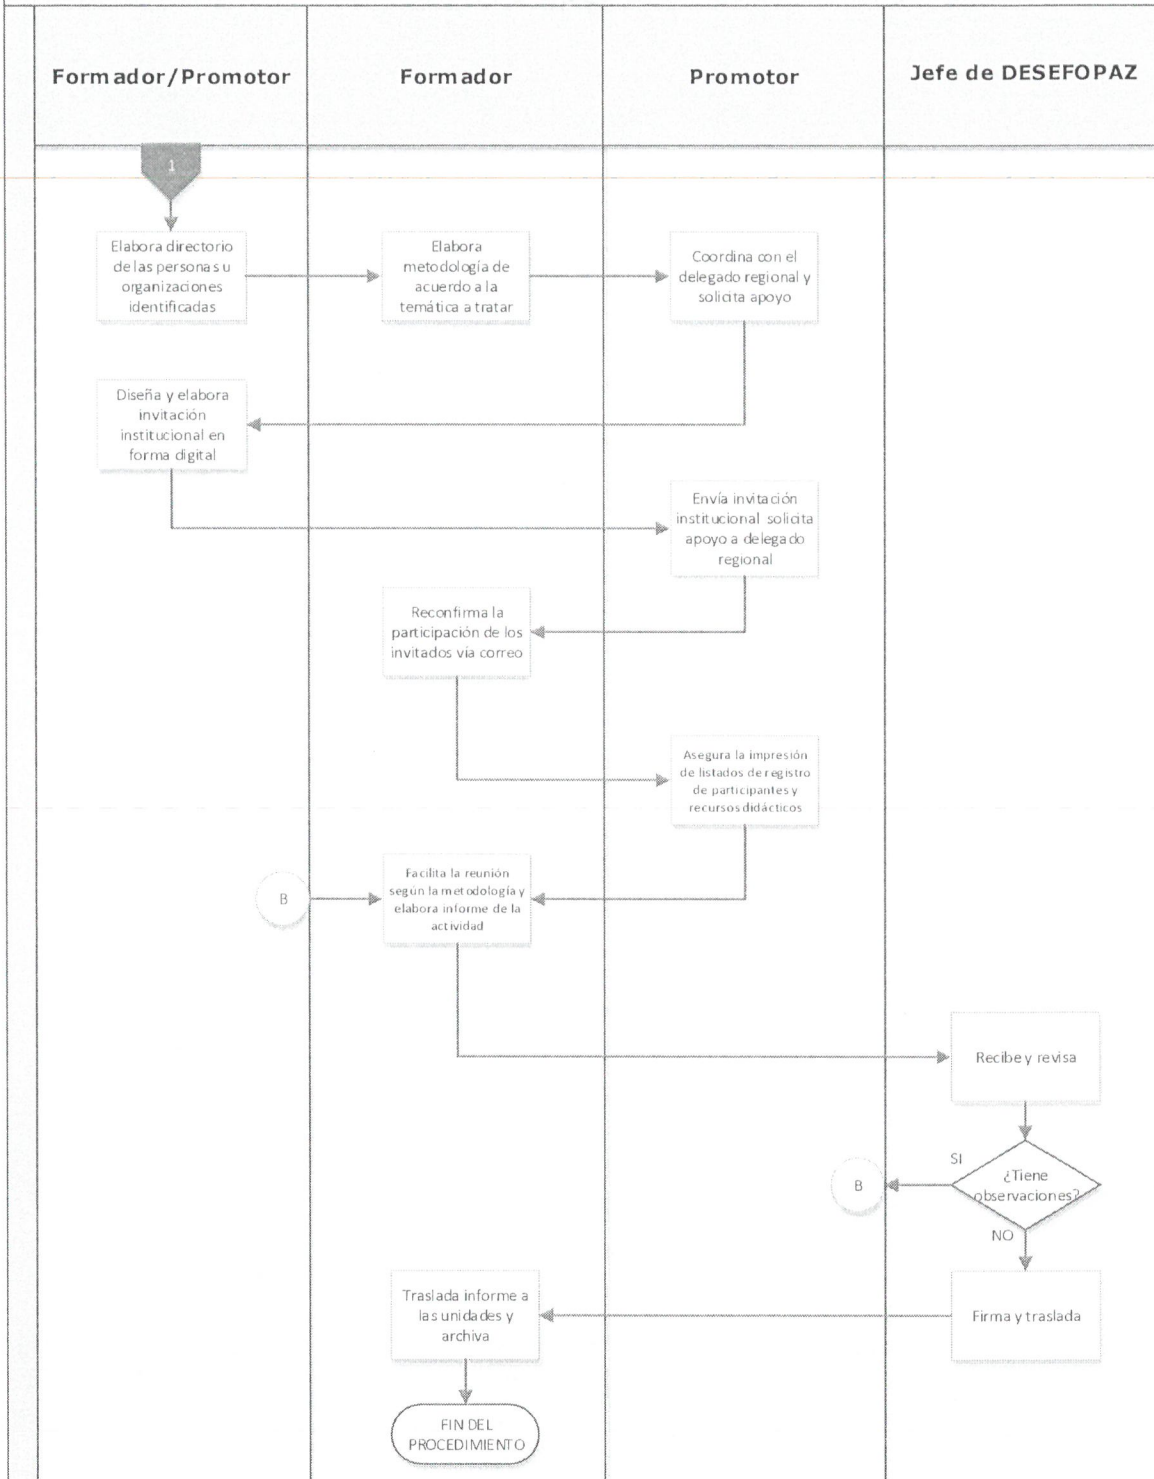 Formador/Promotor
Formador
Promotor
Jefe de DESEFOPAZ
1
Elabora directorio
de las personas u
organizaciones
identificadas
Elabora
metodología de
acuerdo a la
temática a tratar
Coordina con el
delegado regional y
solicita apoyo
Diseña y elabora
invitación
institucional en
forma digital
Envía invitación
institucional solicita
apoyo a delegado
regional
Reconfirma la
participación de los
invitados vía correo
Asegura la impresión
de listados de registro
de participantes y
recursos didácticos
B
Facilita la reunión
según la metodología y
elabora informe de la
actividad
Recibe y revisa
SI
¿Tiene
observaciones?
B
NO
Traslada informe a
las unidades y
archiva
Firma y traslada
FIN DEL
PROCEDIMIENTO